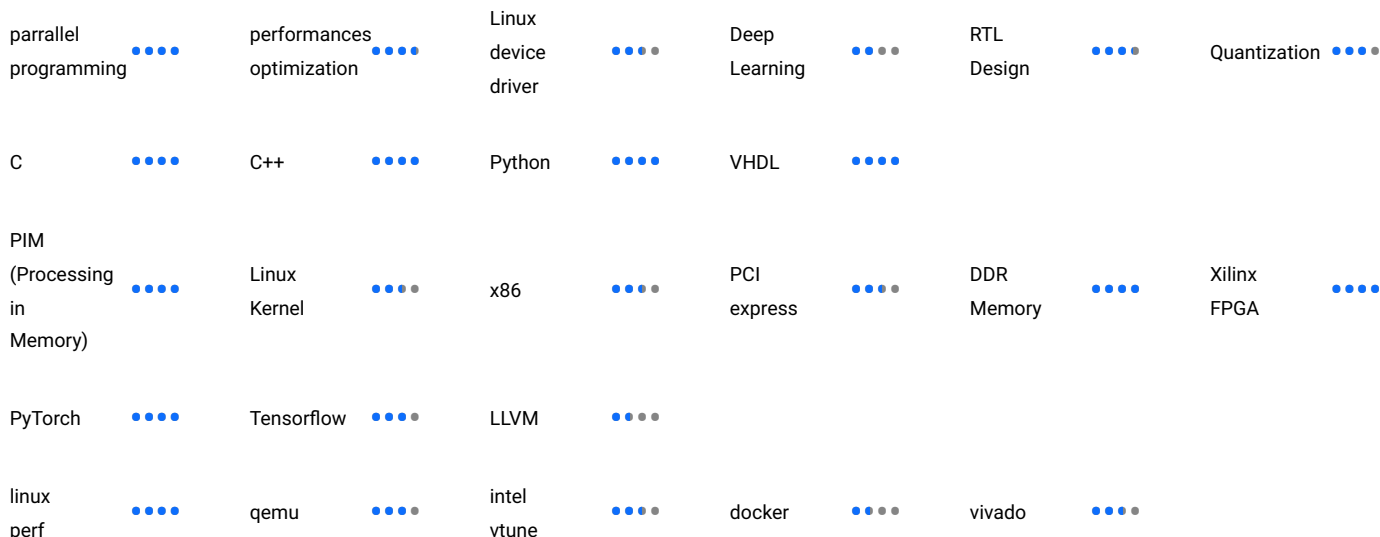 parrallel
programming
performances
optimization
Linux
device
driver
Deep
Learning
RTL
Design
Quantization
C
C++
Python
VHDL
PIM
(Processing
in
Memory)
Linux
Kernel
x86
PCI
express
DDR
Memory
Xilinx
FPGA
PyTorch
Tensorflow
LLVM
linux
perf
qemu
intel
vtune
docker
vivado